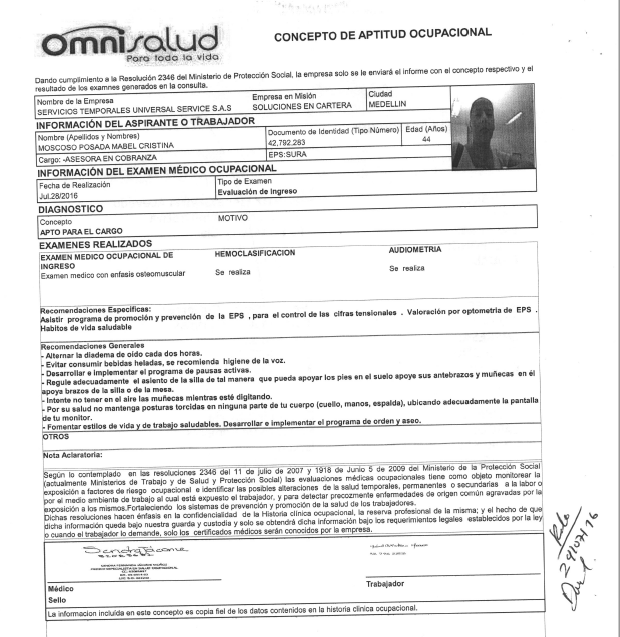 Omnisalud
Para toda la vida
CONCEPTO DE APTITUD OCUPACIONAL
Dando cumplimiento a la Resolución 2346 del Ministerio de Protección Social, la empresa solo se le enviará el informe con el concepto respectivo y el
resultado de los examnes generados en la consulta.
Nombre de la Empresa Empresa en Misión Ciudad
SERVICIOS TEMPORALES UNIVERSAL SERVICE S.A.S SOLUCIONES EN CARTERA MEDELLIN
INFORMACIÓN DEL ASPIRANTE O TRABAJADOR
Nombre (Apellidos y Nombres) Documento de Identidad (Tipo Número) Edad (Años)
MOSCOSO POSADA MABEL CRISTINA 42,792.283 44
Cargo: -ASESORA EN COBRANZA EPS:SURA
INFORMACIÓN DEL EXAMEN MÉDICO OCUPACIONAL
Fecha de Realización Tipo de Examen
Jul.28/2016 Evaluación de Ingreso
DIAGNOSTICO
Concepto MOTIVO
APTO PARA EL CARGO
EXAMENES REALIZADOS
EXAMEN MEDICO OCUPACIONAL DE HEMOCLASIFICACION AUDIOMETRIA
INGRESO
Examen medico con enfasis osteomuscular Se realiza Se realiza
Recomendaciones Especificas:
Asistir programa de promoción y prevención de la EPS , para el control de las cifras tensionales . Valoración por optometria de EPS .
Habitos de vida saludable
Recomendaciones Generales
- Alternar la diadema de oido cada dos horas.
- Evitar consumir bebidas heladas, se recomienda higiene de la voz.
- Desarrollar e implementar el programa de pausas activas.
- Regule adecuadamente el asiento de la silla de tal manera que pueda apoyar los pies en el suelo apoye sus antebrazos y muñecas en él
apoya brazos de la silla o de la mesa.
- Intente no tener en el aire las muñecas mientras esté digitando.
- Por su salud no mantenga posturas torcidas en ninguna parte de tu cuerpo (cuello, manos, espalda), ubicando adecuadamente la pantalla
de tu monitor.
- Fomentar estilos de vida y de trabajo saludables. Desarrollar e implementar el programa de orden y aseo.
OTROS
Nota Aclaratoria:
Según lo contemplado en las resoluciones 2346 del 11 de julio de 2007 y 1918 de Junio 5 de 2009 del Ministerio de la Protección Social
(actualmente Ministerios de Trabajo y de Salud y Protección Social) las evaluaciones médicas ocupacionales tiene como objeto monitorear la
exposición a factores de riesgo ocupacional e identificar las posibles alteraciones de la salud temporales, permanentes o secundarias a la labor o
por el medio ambiente de trabajo al cual está expuesto el trabajador, y para detectar precozmente enfermedades de origen común agravadas por la
exposición a los mismos.Fortaleciendo los sistemas de prevención y promoción de la salud de los trabajadores.
Dichas resoluciones hacen énfasis en la confidencialidad de la Historia clínica ocupacional, la reserva profesional de la misma; y el hecho de que
dicha información queda bajo nuestra guarda y custodia y solo se obtendrá dicha información bajo los requerimientos legales -establecidos por la ley
o cuando el trabajador lo demande, solo los certificados médicos serán conocidos por la empresa.
Médico Trabajador
Sello
La informacion incluida en este concepto es copia fiel de los datos contenidos en la historia clinica ocupacional.
29/07/16